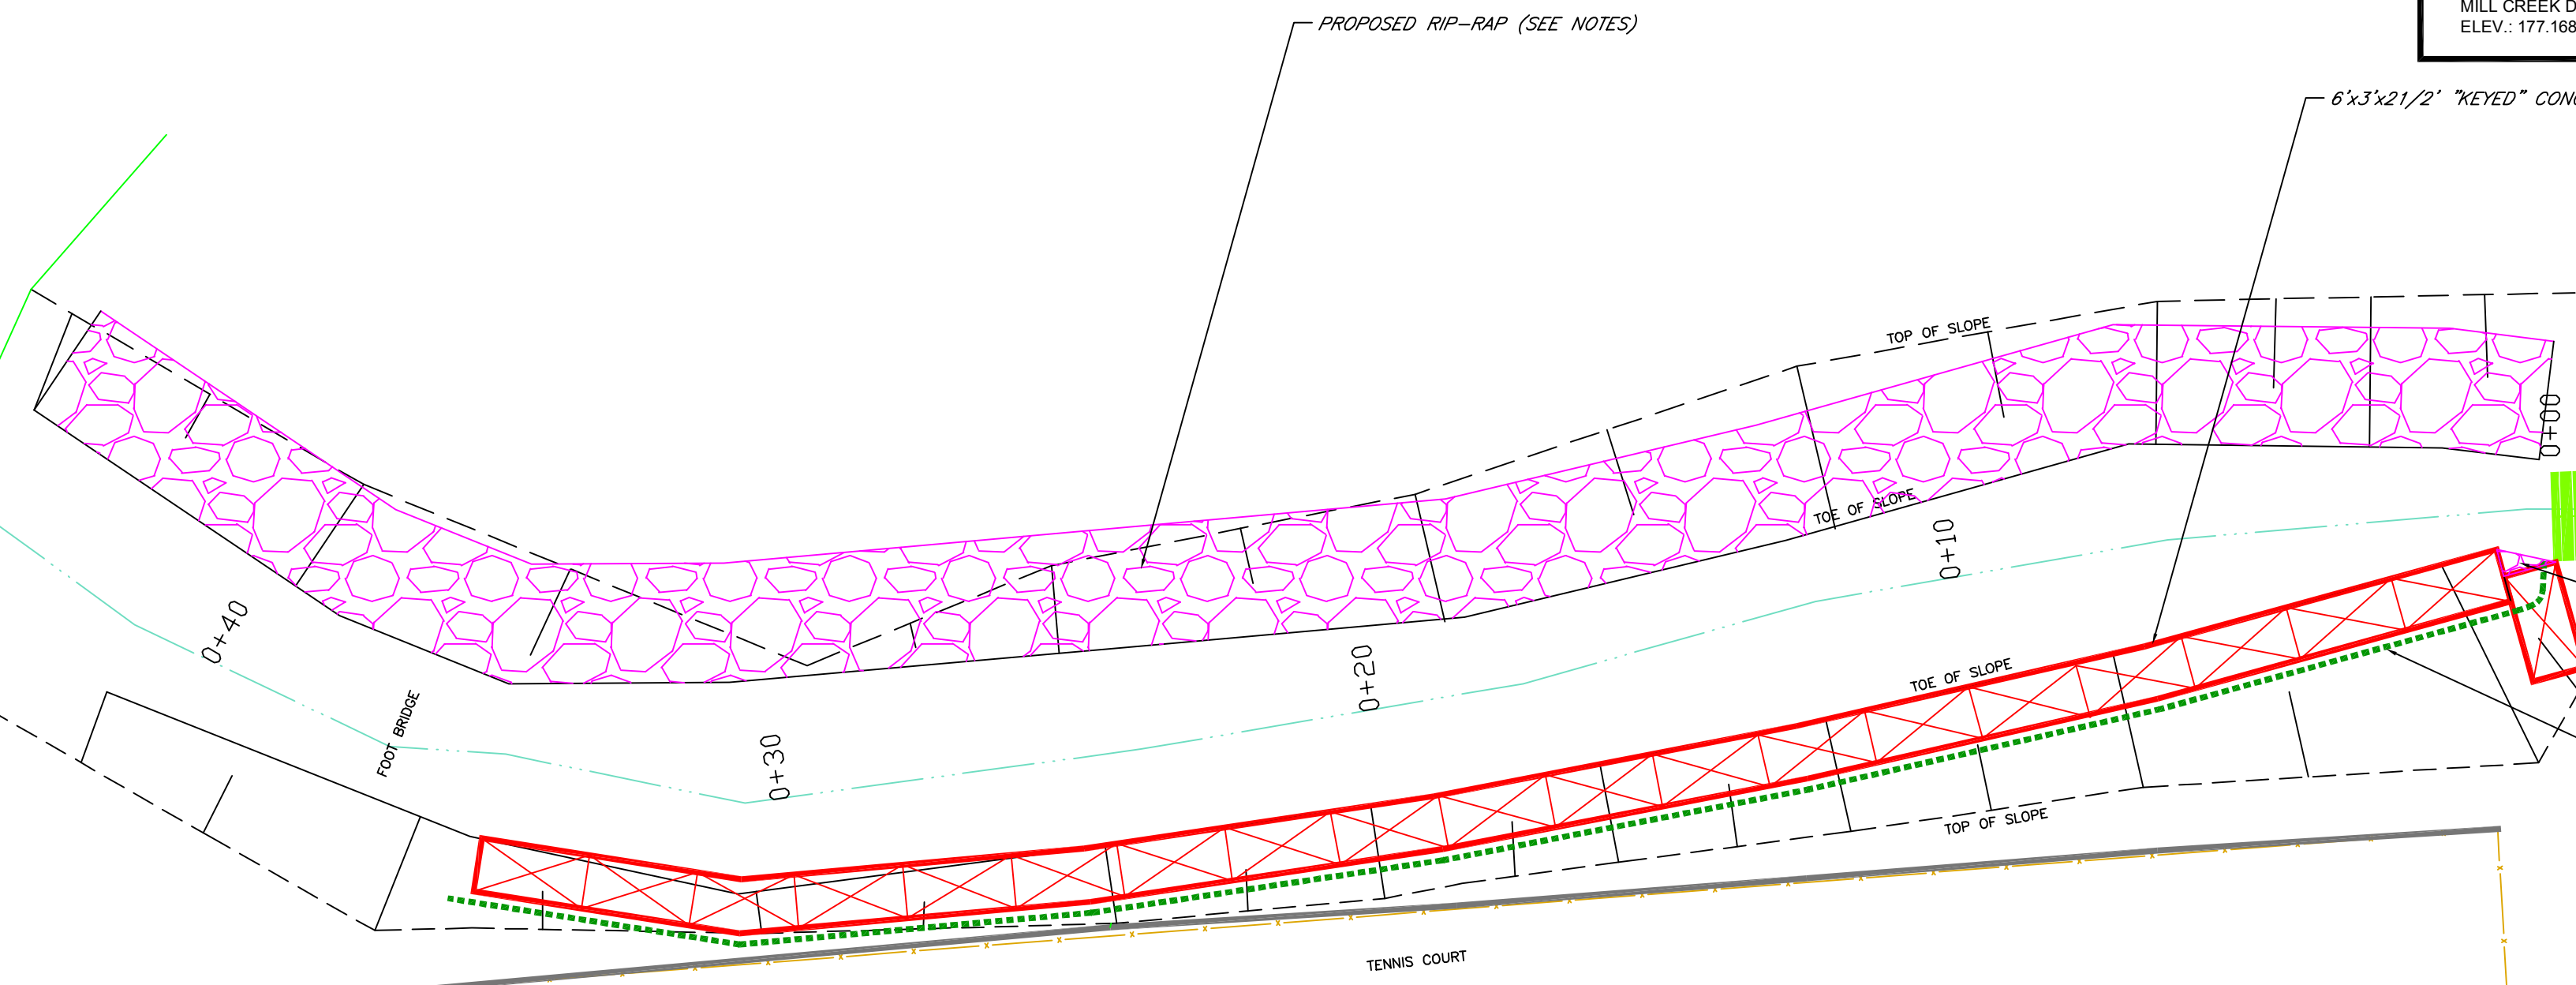 PROPOSED RIP-RAP (SEE NOTES)
MILL CREEK D
ELEV.: 177.168
6'x3'x21/2' "KEYED" CONC
TOP OF SLOPE
0+00
TOE OF SLOPE
0+10
0+40
0+20
TOE OF SLOPE
FOOT BRIDGE
0+30
TOP OF SLOPE
TENNIS COURT